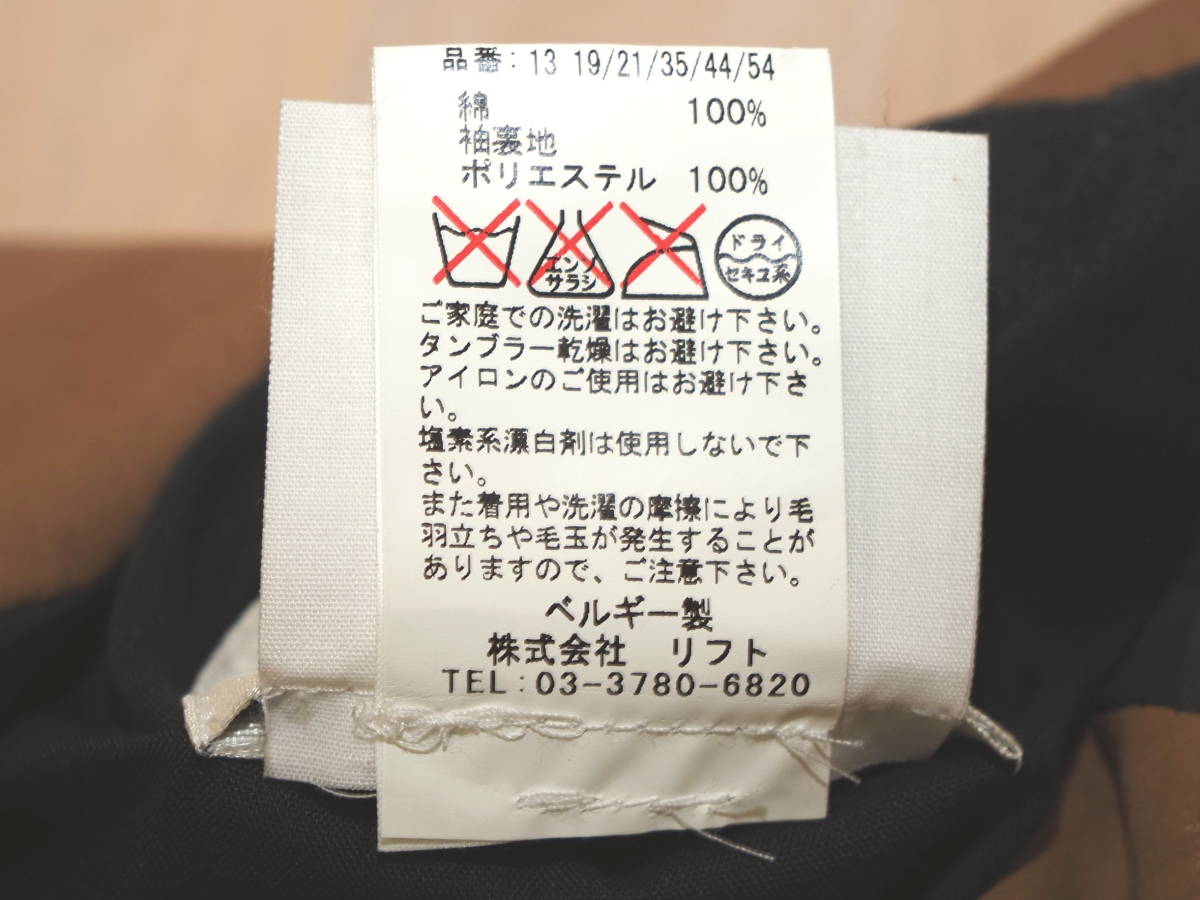 品番：13 19/21/35/44/54
綿 100%
袖裏地
ポリエステル 100%
エンソ
サラシ
ドライ
セキユ系
ご家庭での洗濯はお避け下さい。
タンブラー乾燥はお避け下さい。
アイロンのご使用はお避け下さ
い。
塩素系漂白剤は使用しないで下
さい。
また着用や洗濯の摩擦により毛
羽立ちや毛玉が発生することが
ありますので、ご注意下さい。
ベルギー製
株式会社 リフト
TEL：03-3780-6820